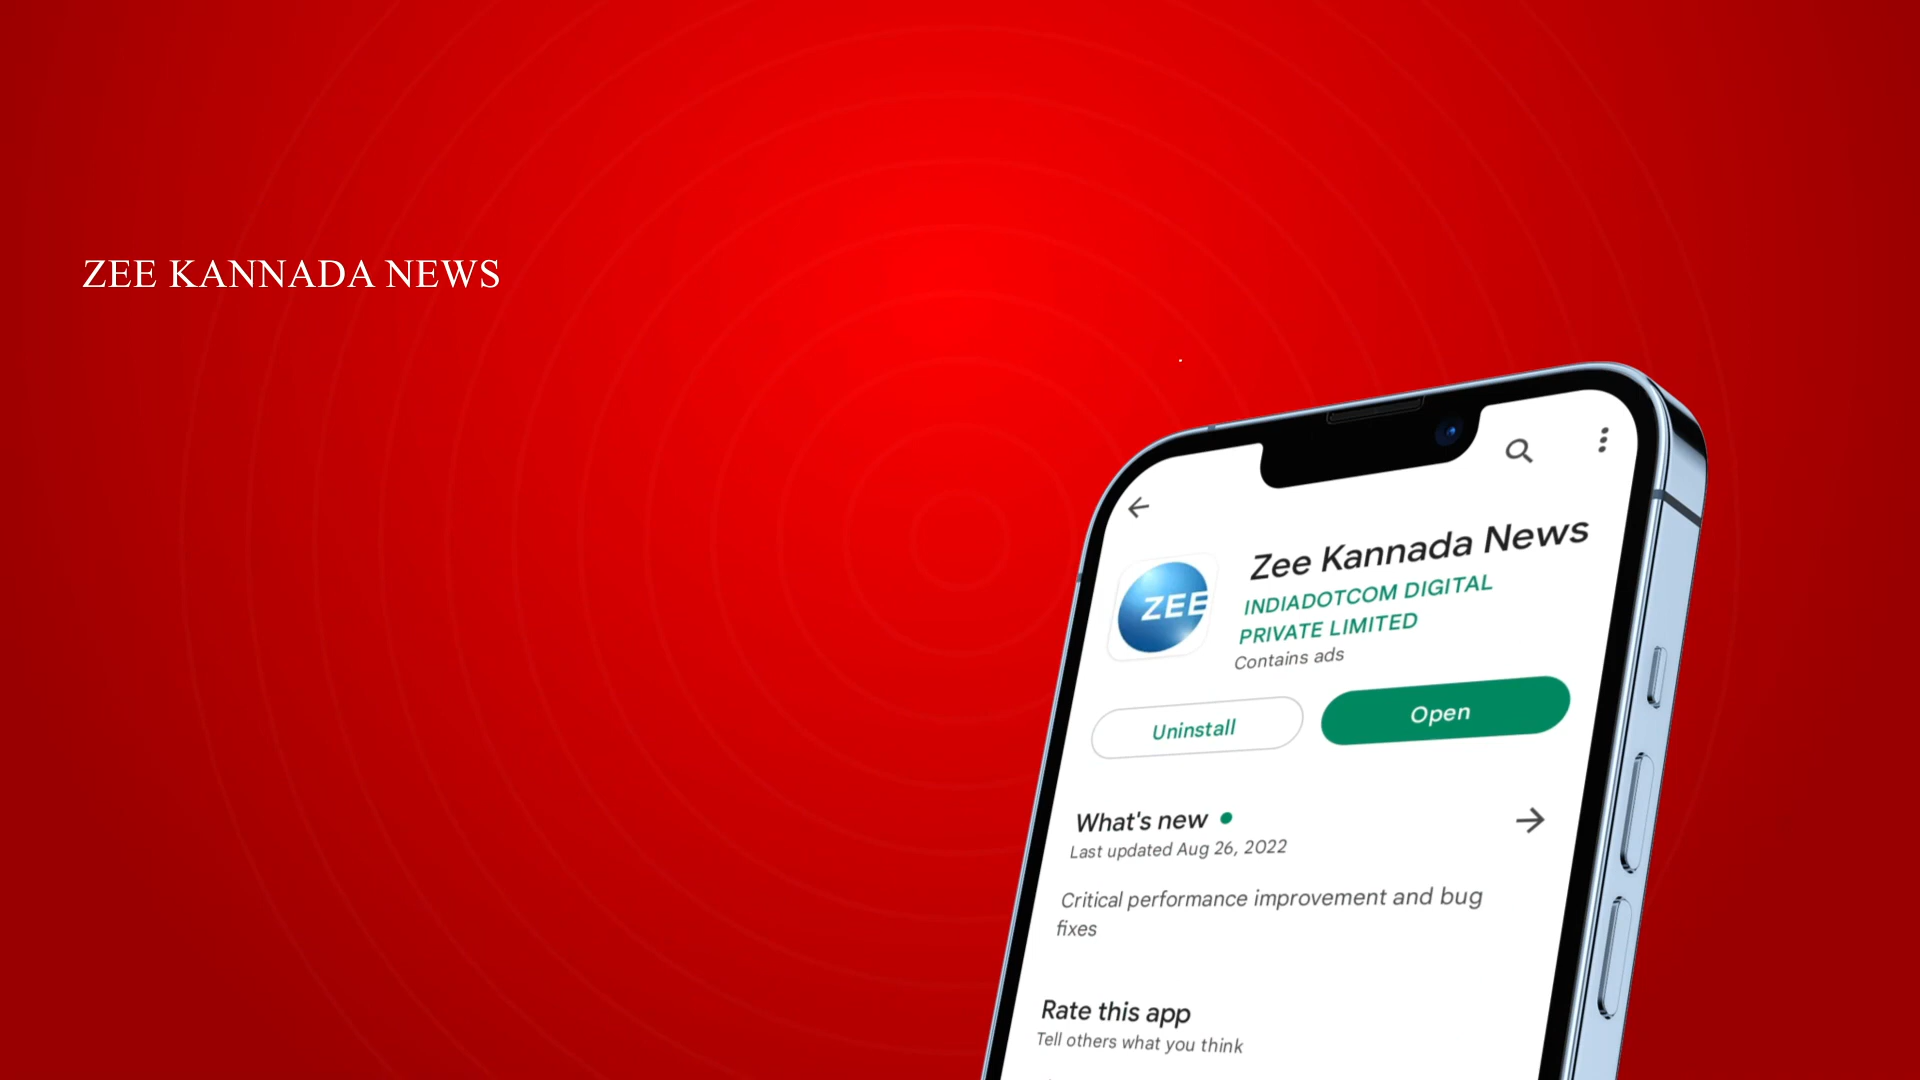 ZEE KANNADA NEWS
Zee Kannada News
ZEE
INDIADOTCOM DIGITAL
PRIVATE LIMITED
Contains ads
Uninstall
Open
What's new
Last updated Aug 26, 2022
Critical performance improvement and bug
fixes
Rate this app
Tell others what you think